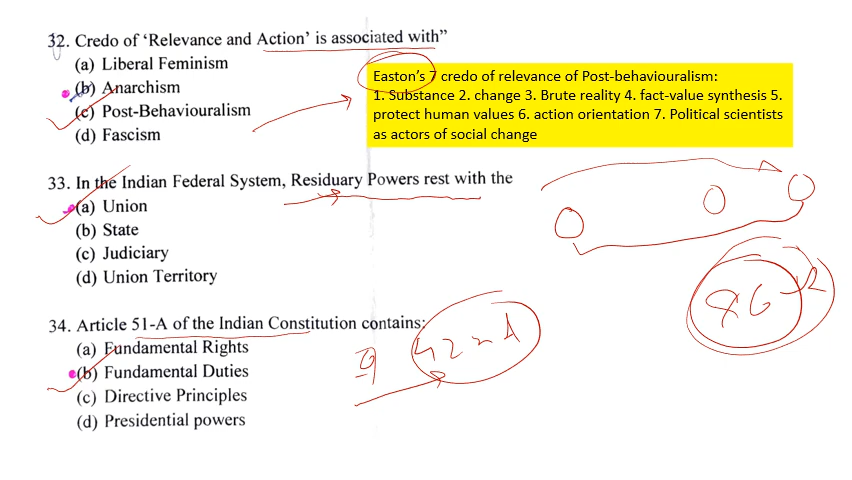 32. Credo of ‘Relevance and Action’ is associated with”
(a) Liberal Feminism
(b) Anarchism
(c) Post-Behaviouralism
(d) Fascism
Easton’s 7 credo of relevance of Post-behaviouralism:
1. Substance 2. change 3. Brute reality 4. fact-value synthesis 5.
protect human values 6. action orientation 7. Political scientists
as actors of social change
33. In the Indian Federal System, Residuary Powers rest with the
(a) Union
(b) State
(c) Judiciary
(d) Union Territory
34. Article 51-A of the Indian Constitution contains:
(a) Fundamental Rights
(b) Fundamental Duties
(c) Directive Principles
(d) Presidential powers
42nd